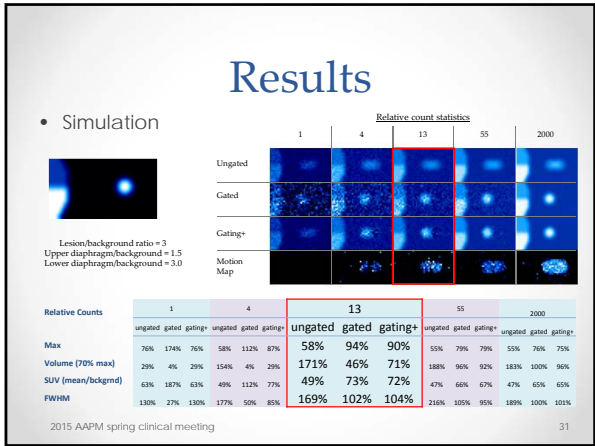 Results
• Simulation
Relative count statistics
1 4 13 55 2000
Ungated
Gated
Gating+
Motion
Map
Lesion/background ratio = 3
Upper diaphragm/background = 1.5
Lower diaphragm/background = 3.0
Relative Counts 1 4 13 55 2000
ungated gated gating+ ungated gated gating+ ungated gated gating+ ungated gated gating+ ungated gated gating+
Max 76% 174% 76% 58% 112% 87% 58% 94% 90% 55% 79% 79% 55% 76% 75%
Volume (70% max) 29% 4% 29% 154% 4% 29% 171% 46% 71% 188% 96% 92% 183% 100% 96%
SUV (mean/bckgrnd) 63% 187% 63% 49% 112% 77% 49% 73% 72% 47% 66% 67% 47% 65% 65%
FWHM 130% 27% 130% 177% 50% 85% 169% 102% 104% 216% 105% 95% 189% 100% 101%
2015 AAPM spring clinical meeting 31